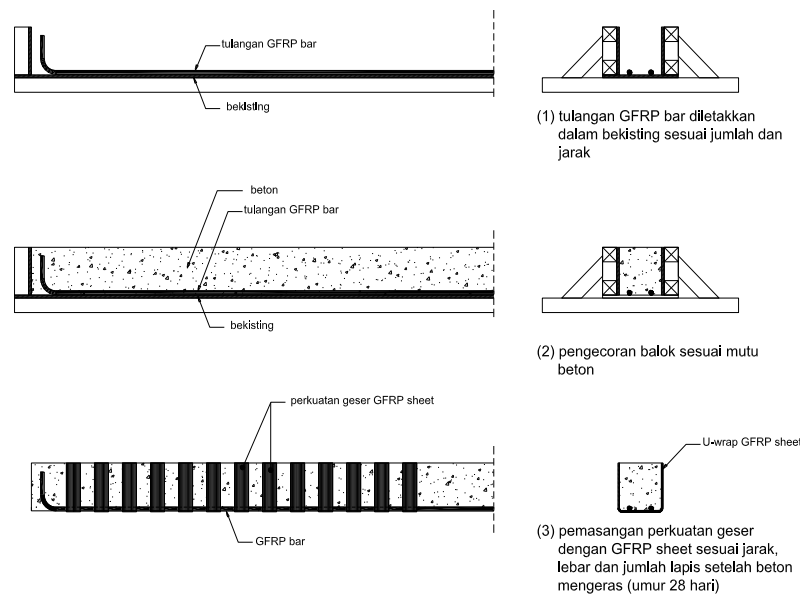 tulangan GFRP bar
bekisting
(1) tulangan GFRP bar diletakkan
dalam bekisting sesuai jumlah dan
jarak
beton
tulangan GFRP bar
bekisting
(2) pengecoran balok sesuai mutu
beton
perkuatan geser GFRP sheet
GFRP bar
U-wrap GFRP sheet
(3) pemasangan perkuatan geser
dengan GFRP sheet sesuai jarak,
lebar dan jumlah lapis setelah beton
mengeras (umur 28 hari)